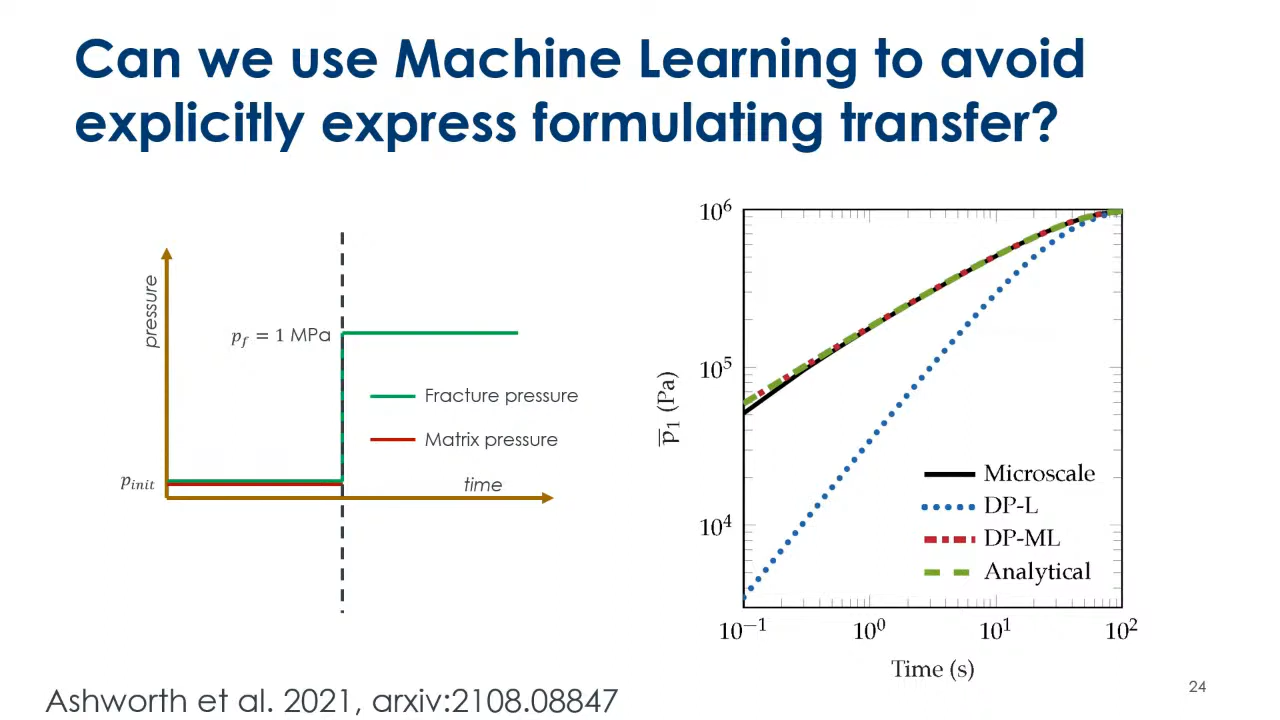 Can we use Machine Learning to avoid
explicitly express formulating transfer?
pressure
p_f = 1 MPa
Fracture pressure
Matrix pressure
p_init
time
10^6
10^5
10^4
p̅_1 (Pa)
Microscale
DP-L
DP-ML
Analytical
10^−1
10^0
10^1
10^2
Time (s)
Ashworth et al. 2021, arxiv:2108.08847
24